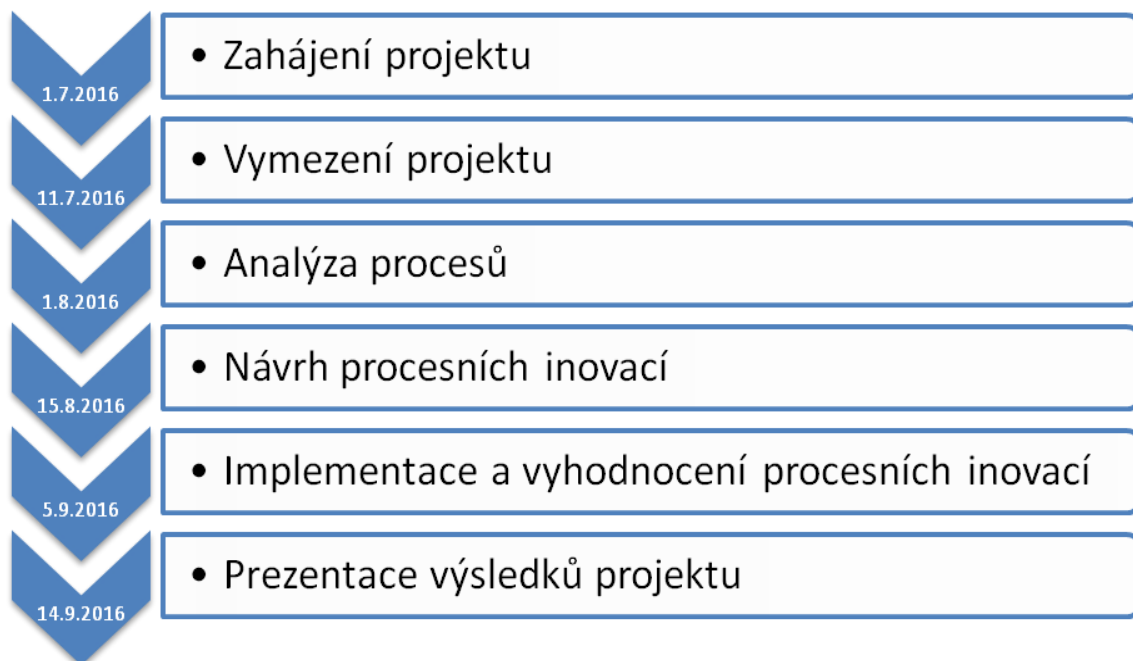 1.7.2016
• Zahájení projektu
11.7.2016
• Vymezení projektu
1.8.2016
• Analýza procesů
15.8.2016
• Návrh procesních inovací
5.9.2016
• Implementace a vyhodnocení procesních inovací
14.9.2016
• Prezentace výsledků projektu